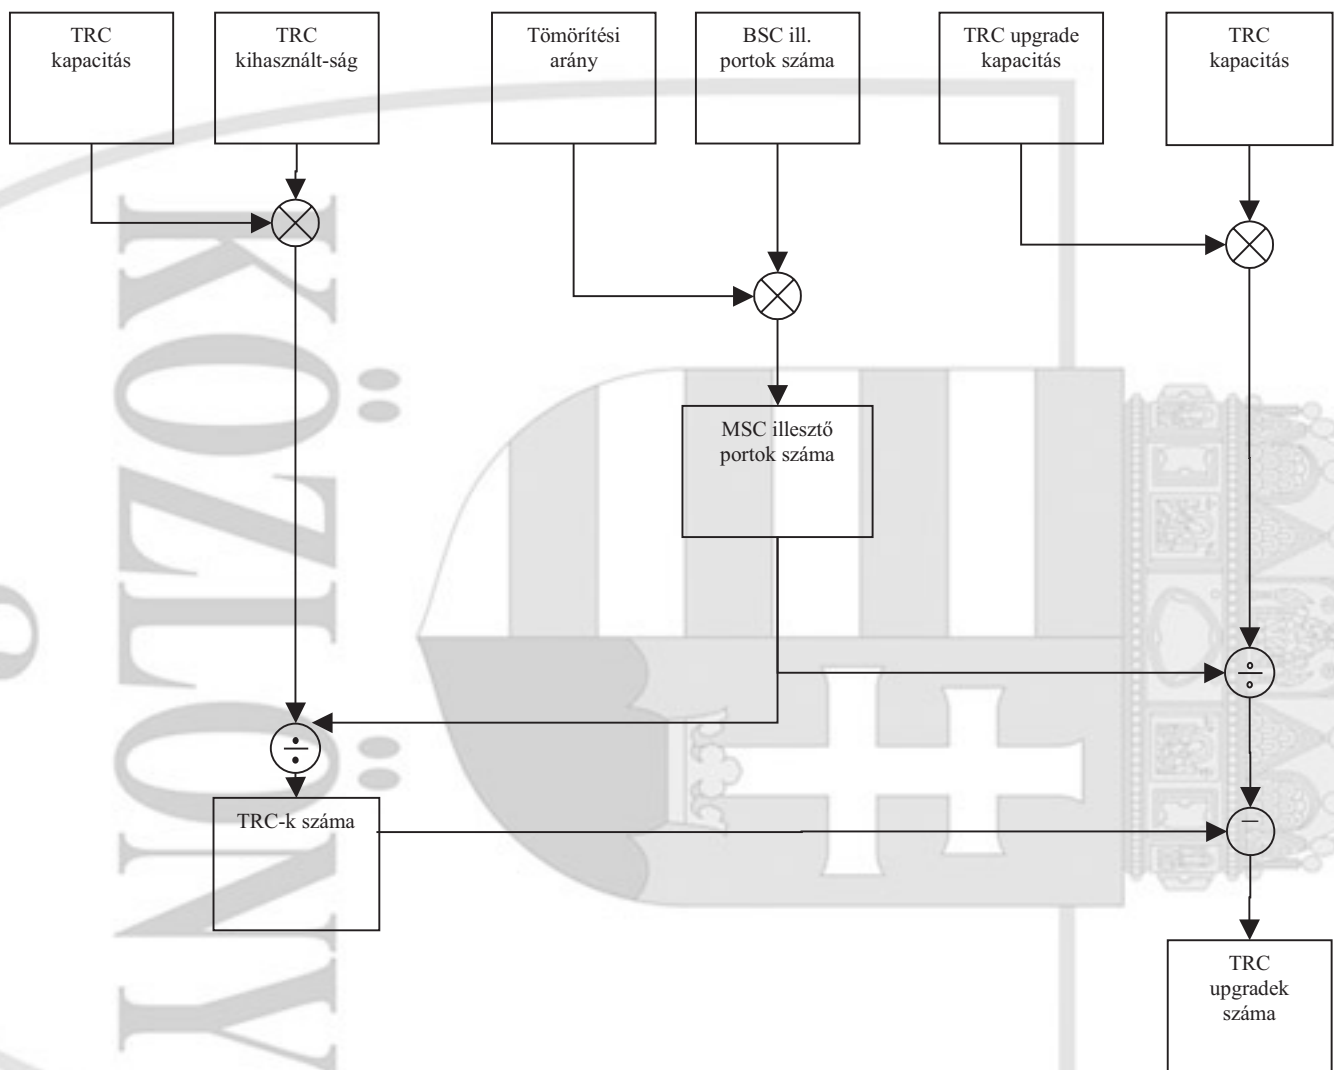 TRC
kapacitás
TRC
kihasznált-ság
Tömörítési
arány
BSC ill.
portok száma
TRC upgrade
kapacitás
TRC
kapacitás
MSC illesztő
portok száma
TRC-k száma
TRC
upgradek
száma
KÖZLÖNY